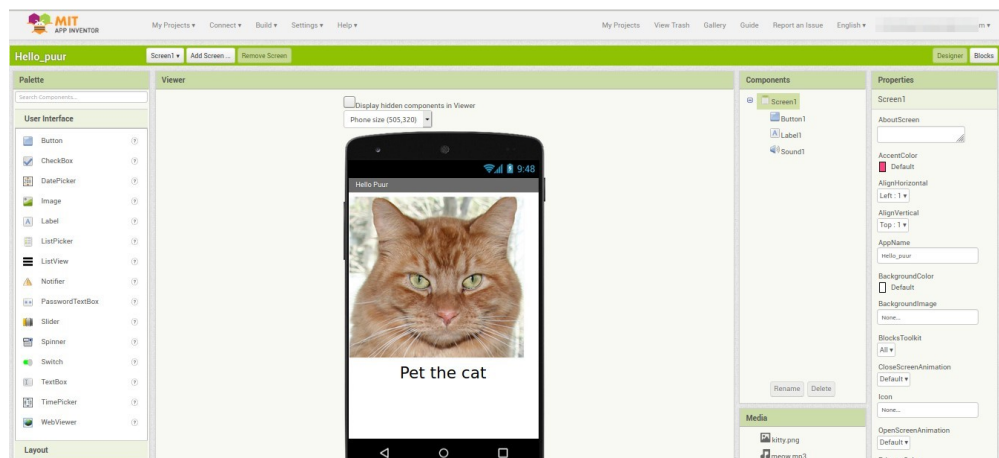 MIT
APP INVENTOR
My Projects Connect Build Settings Help
My Projects View Trash Gallery Guide Report an Issue English m
Hello_puur
Screen1 Add Screen ... Remove Screen
Designer Blocks
Palette
Search Components...
User Interface
Button
CheckBox
DatePicker
Image
Label
ListPicker
ListView
Notifier
PasswordTextBox
Slider
Spinner
Switch
TextBox
TimePicker
WebViewer
Layout
Viewer
Display hidden components in Viewer
Phone size (505,320)
9:48
Hello Puur
Pet the cat
Components
Screen1
Button1
Label1
Sound1
Rename Delete
Media
kitty.png
meow.mp3
Properties
Screen1
AboutScreen
AccentColor
Default
AlignHorizontal
Left : 1
AlignVertical
Top : 1
AppName
Hello_puur
BackgroundColor
Default
BackgroundImage
None...
BlocksToolkit
All
CloseScreenAnimation
Default
Icon
None...
OpenScreenAnimation
Default